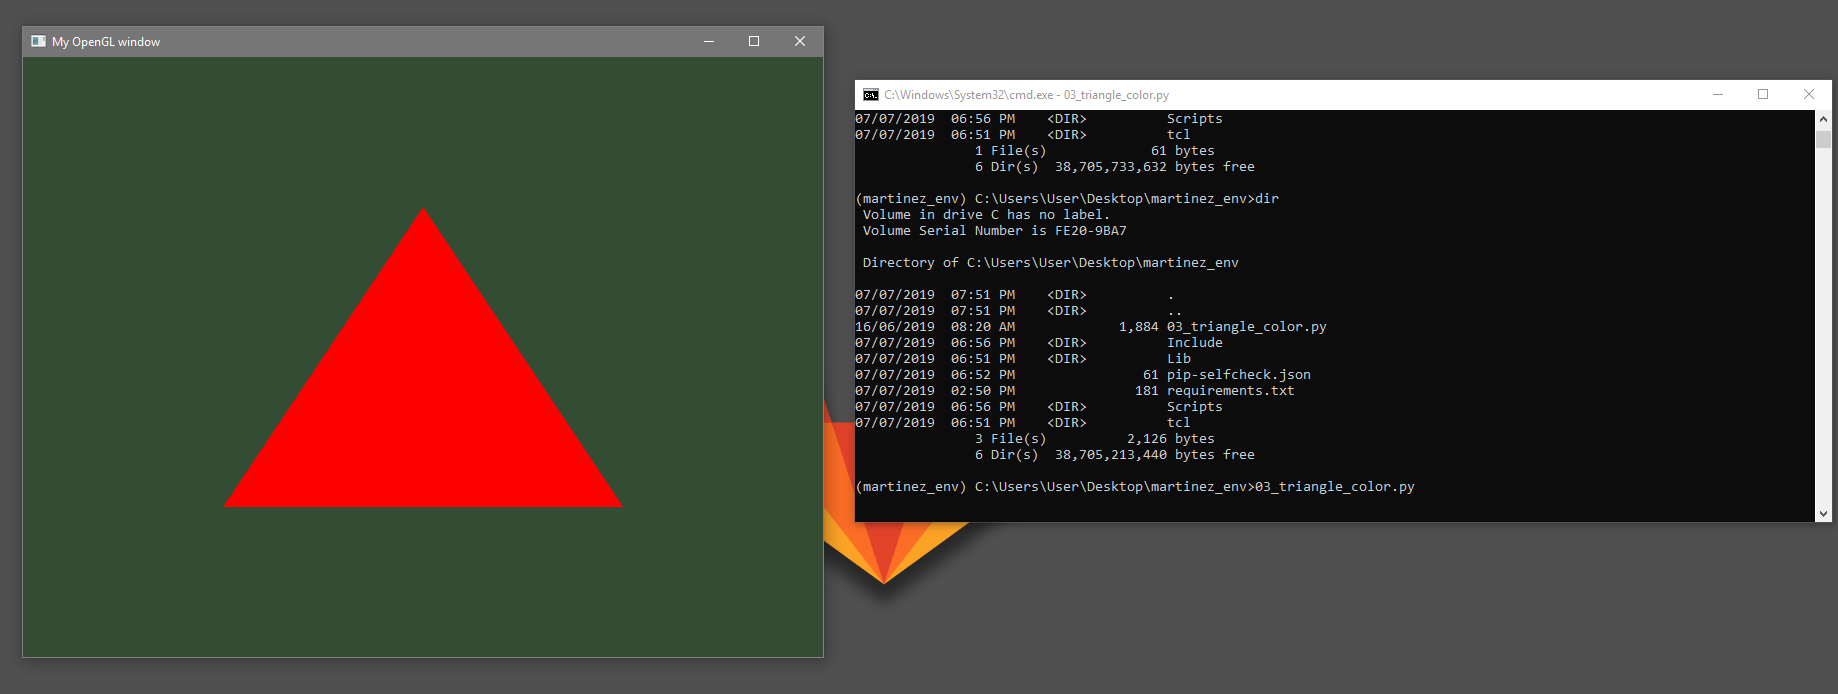 My OpenGL window
C:\Windows\System32\cmd.exe - 03_triangle_color.py
07/07/2019  06:56 PM    <DIR>          Scripts
07/07/2019  06:51 PM    <DIR>          tcl
               1 File(s)             61 bytes
               6 Dir(s)  38,705,733,632 bytes free
(martinez_env) C:\Users\User\Desktop\martinez_env>dir
 Volume in drive C has no label.
 Volume Serial Number is FE20-9BA7
 Directory of C:\Users\User\Desktop\martinez_env
07/07/2019  07:51 PM    <DIR>          .
07/07/2019  07:51 PM    <DIR>          ..
16/06/2019  08:20 AM             1,884 03_triangle_color.py
07/07/2019  06:56 PM    <DIR>          Include
07/07/2019  06:51 PM    <DIR>          Lib
07/07/2019  06:52 PM                61 pip-selfcheck.json
07/07/2019  02:50 PM               181 requirements.txt
07/07/2019  06:56 PM    <DIR>          Scripts
07/07/2019  06:51 PM    <DIR>          tcl
               3 File(s)          2,126 bytes
               6 Dir(s)  38,705,213,440 bytes free
(martinez_env) C:\Users\User\Desktop\martinez_env>03_triangle_color.py